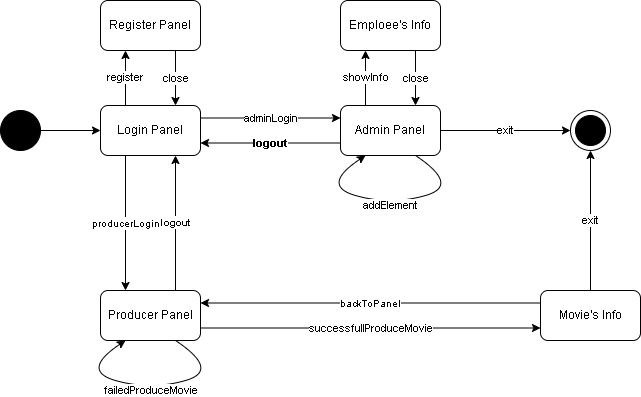 Register Panel
Emploee's Info
register
close
showInfo
close
Login Panel
adminLogin
Admin Panel
exit
logout
addElement
producerLogin
logout
exit
Producer Panel
backToPanel
Movie's Info
successfullProduceMovie
failedProduceMovie